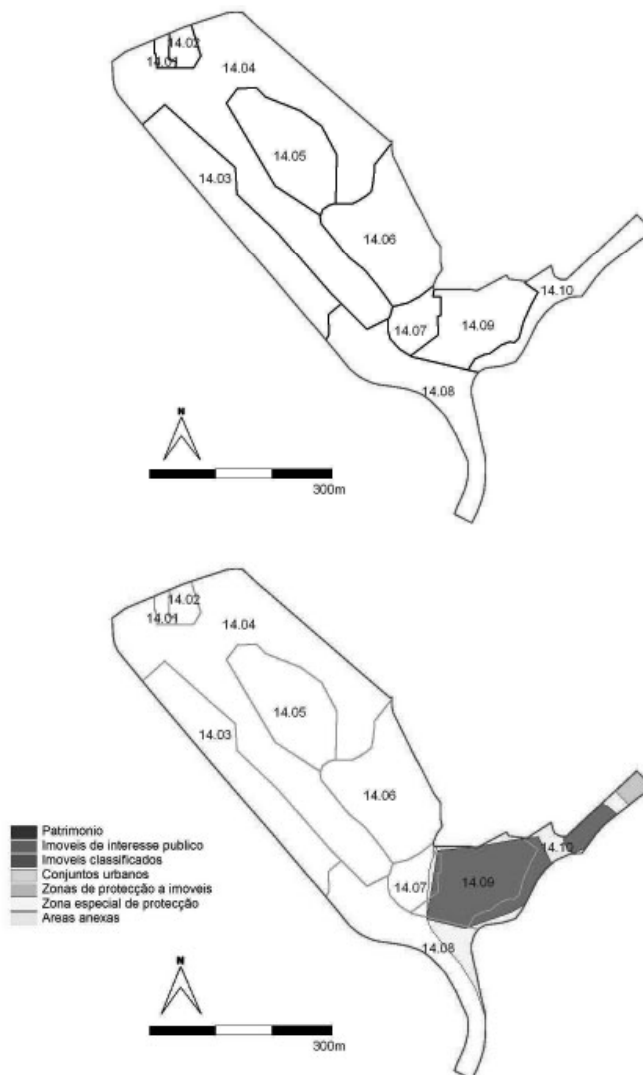 14.02
14.01
14.04
14.05
14.03
14.06
14.10
14.07
14.09
14.08
N
300m
14.02
14.01
14.04
14.05
14.03
14.06
14.10
14.07
14.09
14.08
Patrimonio
Imoveis de interesse publico
Imoveis classificados
Conjuntos urbanos
Zonas de protecção a imoveis
Zona especial de protecção
Areas anexas
N
300m